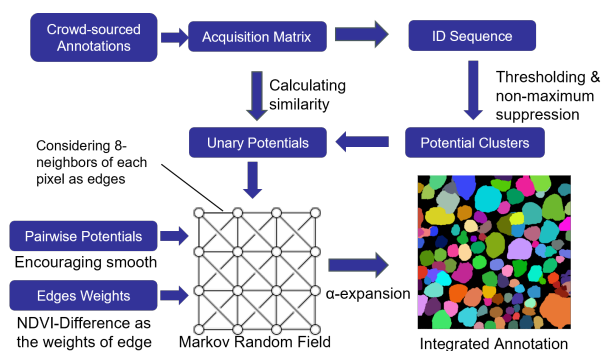 Crowd-sourced
Annotations
Acquisition Matrix
ID Sequence
Calculating
similarity
Thresholding &
non-maximum
suppression
Considering 8-
neighbors of each
pixel as edges
Unary Potentials
Potential Clusters
Pairwise Potentials
Encouraging smooth
Edges Weights
NDVI-Difference as
the weights of edge
Markov Random Field
α-expansion
Integrated Annotation